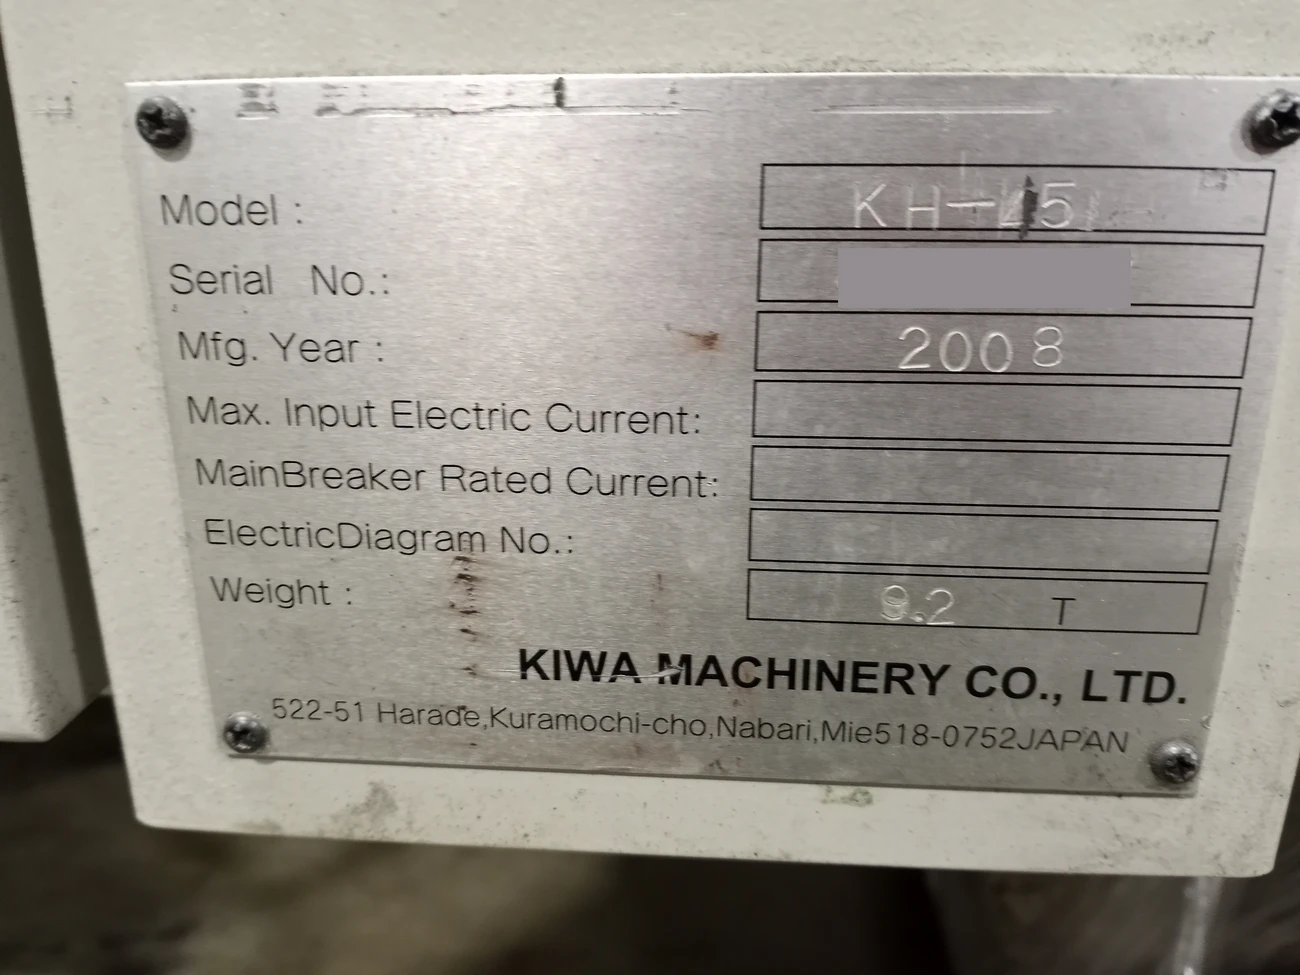 Model : KH-45
Serial No.:
Mfg. Year : 2008
Max. Input Electric Current:
MainBreaker Rated Current:
ElectricDiagram No.:
Weight : 9.2 T
KIWA MACHINERY CO., LTD.
522-51 Harade,Kuramochi-cho,Nabari,Mie518-0752JAPAN